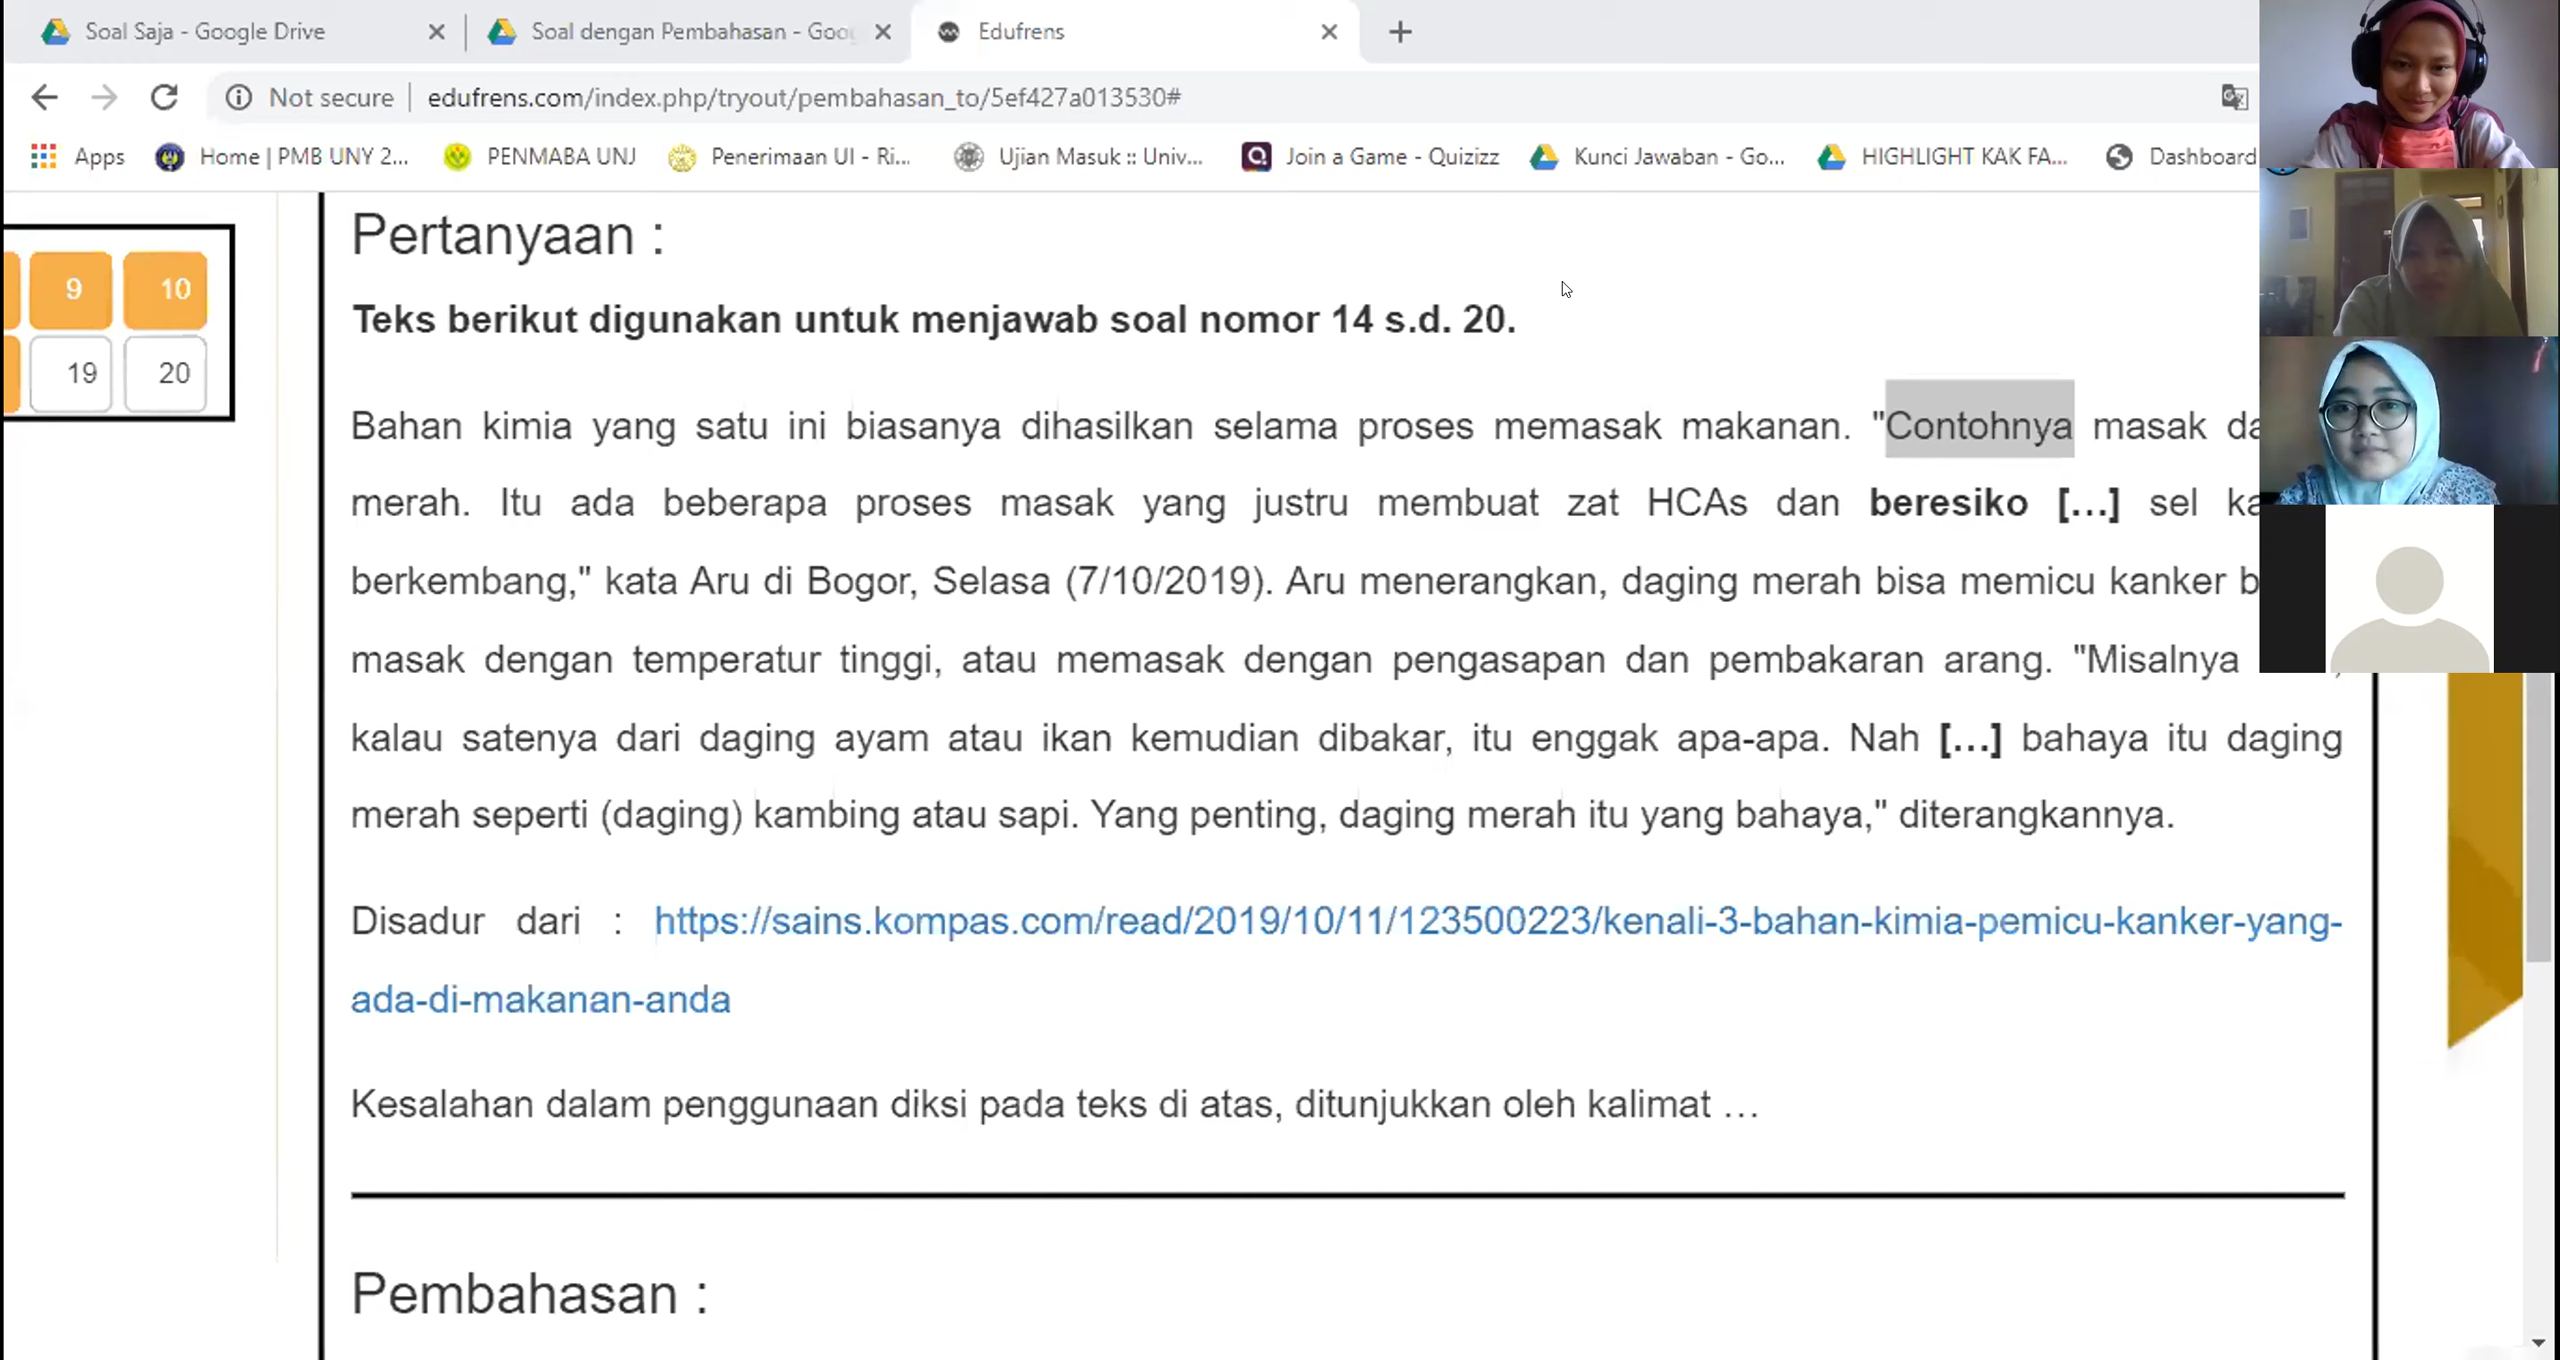 Soal Saja - Google Drive
Soal dengan Pembahasan - Goo
Edufrens
Not secure
edufrens.com/index.php/tryout/pembahasan_to/5ef427a013530#
Apps
Home | PMB UNY 2...
PENMABA UNJ
Penerimaan UI - Ri...
Ujian Masuk :: Univ...
Join a Game - Quizizz
Kunci Jawaban - Go...
HIGHLIGHT KAK FA...
Dashboard
9 10
19 20
Pertanyaan :
Teks berikut digunakan untuk menjawab soal nomor 14 s.d. 20.
Bahan kimia yang satu ini biasanya dihasilkan selama proses memasak makanan. "Contohnya masak
merah. Itu ada beberapa proses masak yang justru membuat zat HCAs dan beresiko [...] sel
berkembang," kata Aru di Bogor, Selasa (7/10/2019). Aru menerangkan, daging merah bisa memicu kanker
masak dengan temperatur tinggi, atau memasak dengan pengasapan dan pembakaran arang. "Misalnya
kalau satenya dari daging ayam atau ikan kemudian dibakar, itu enggak apa-apa. Nah [...] bahaya itu daging
merah seperti (daging) kambing atau sapi. Yang penting, daging merah itu yang bahaya," diterangkannya.
Disadur dari : https://sains.kompas.com/read/2019/10/11/123500223/kenali-3-bahan-kimia-pemicu-kanker-yang-
ada-di-makanan-anda
Kesalahan dalam penggunaan diksi pada teks di atas, ditunjukkan oleh kalimat ...
Pembahasan :